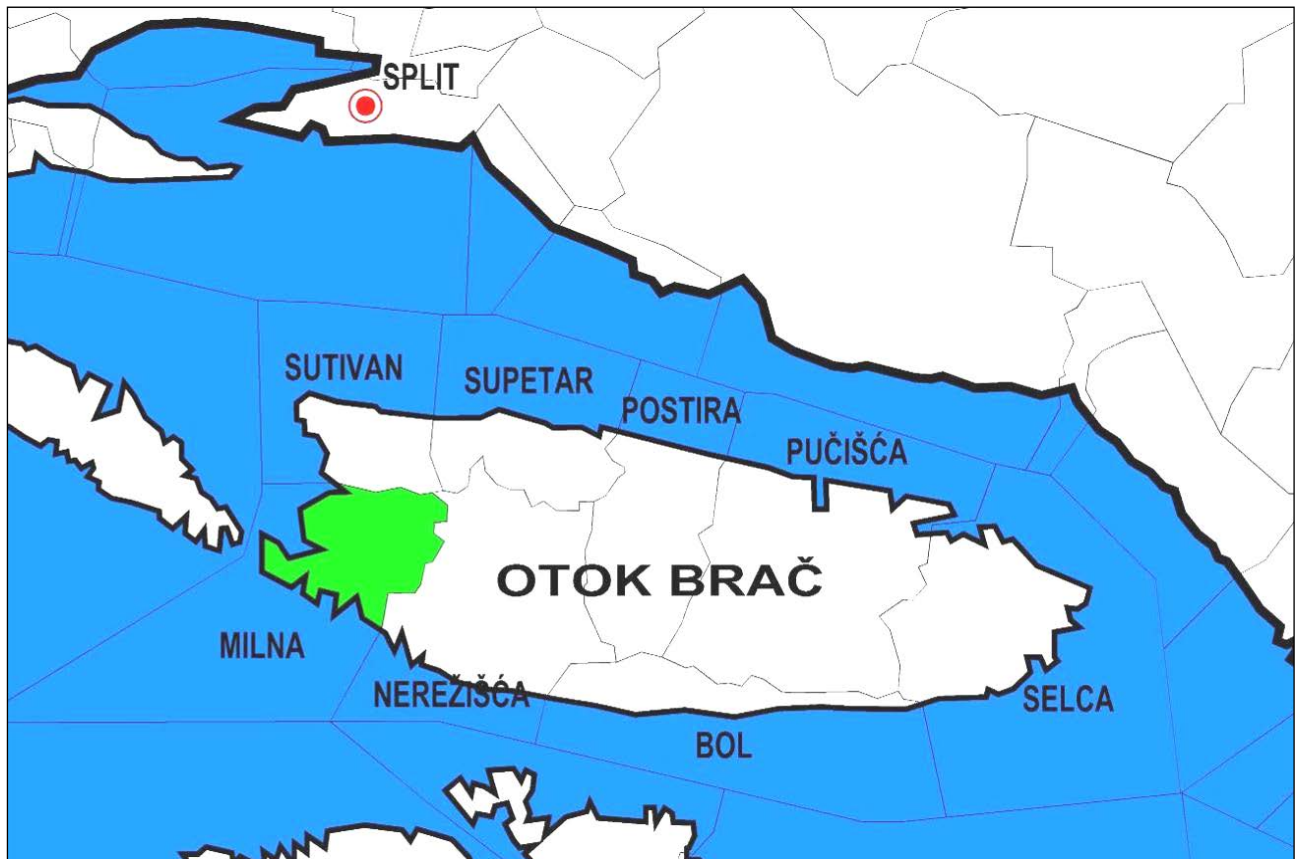 SPLIT
SUTIVAN
SUPETAR
POSTIRA
PUČIŠĆA
OTOK BRAČ
MILNA
NEREŽIŠĆA
SELCA
BOL